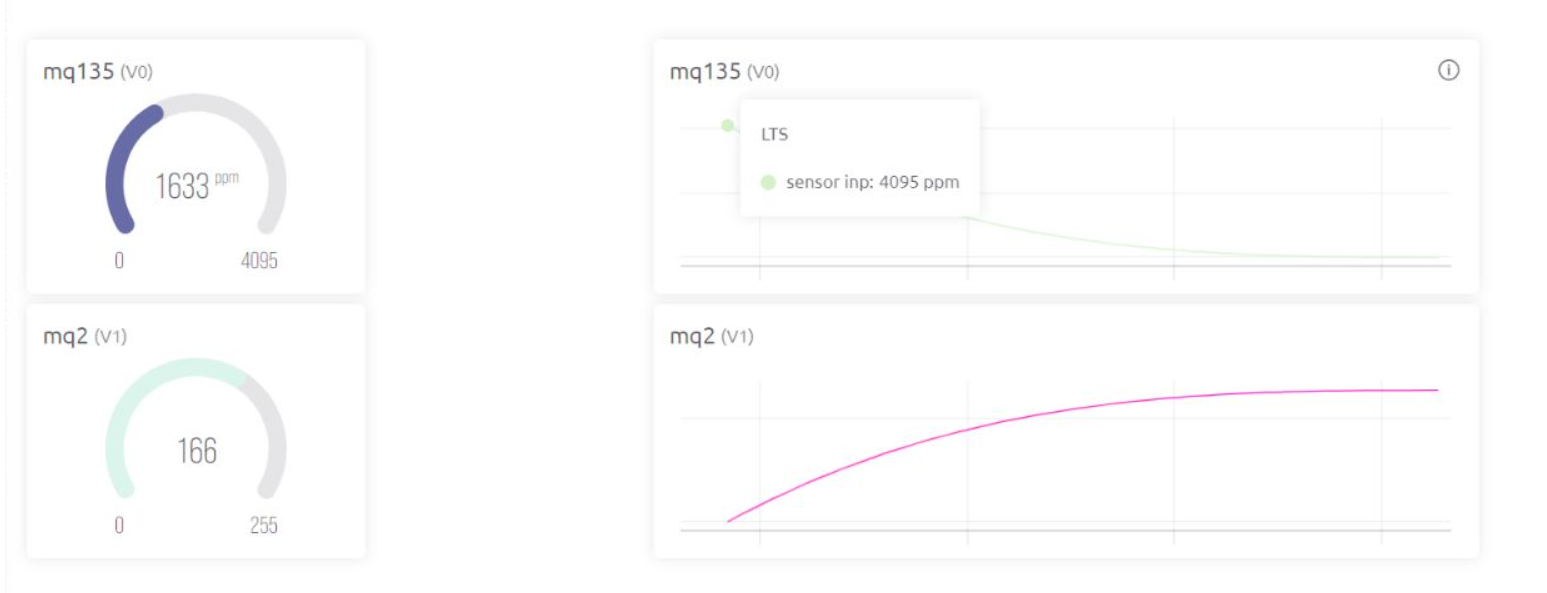 mq135 (V0)
1633 ppm
0 4095
mq135 (V0)
LTS
sensor inp: 4095 ppm
mq2 (V1)
166
0 255
mq2 (V1)